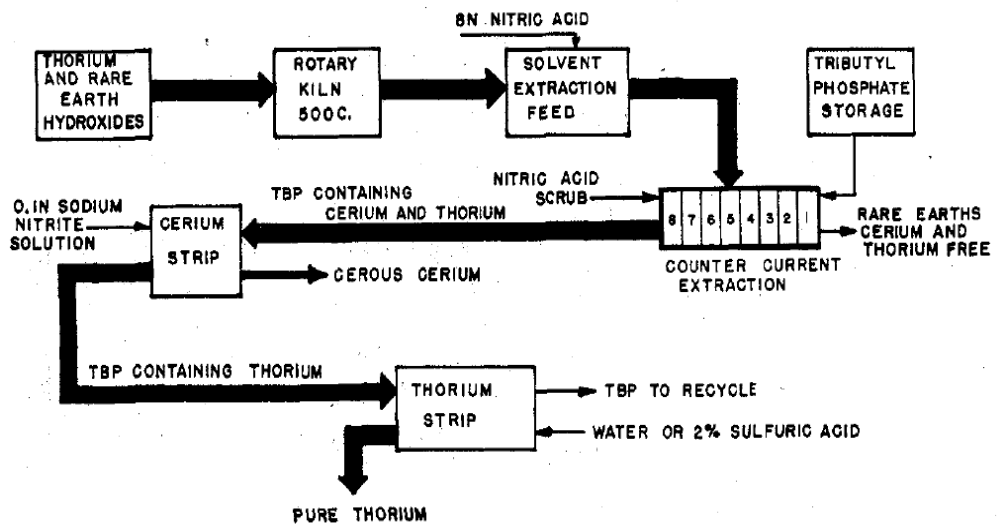 8N NITRIC ACID
THORIUM
AND RARE
EARTH
HYDROXIDES
ROTARY
KILN
500C.
SOLVENT
EXTRACTION
FEED
TRIBUTYL
PHOSPHATE
STORAGE
NITRIC ACID
SCRUB
8 7 6 5 4 3 2 1
RARE EARTHS
CERIUM AND
THORIUM FREE
COUNTER CURRENT
EXTRACTION
TBP CONTAINING
CERIUM AND THORIUM
0.1N SODIUM
NITRITE
SOLUTION
CERIUM
STRIP
CEROUS CERIUM
TBP CONTAINING THORIUM
THORIUM
STRIP
TBP TO RECYCLE
WATER OR 2% SULFURIC ACID
PURE THORIUM